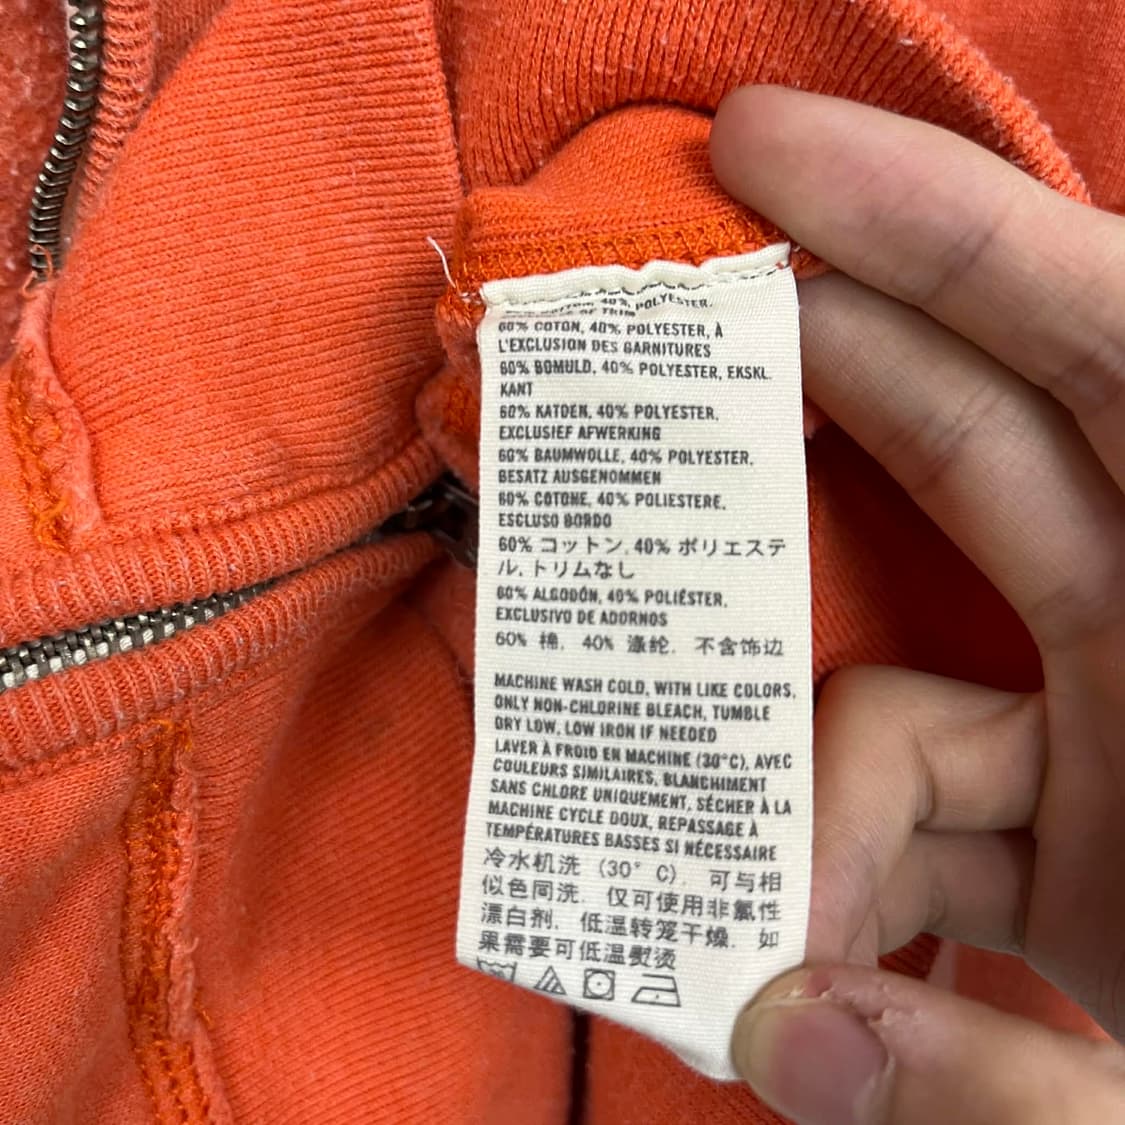 40% POLYESTER.
OF TRIM
60% COTON, 40% POLYESTER, À
L'EXCLUSION DES GARNITURES
60% BOMULD, 40% POLYESTER, EKSKL.
KANT
60% KATOEN, 40% POLYESTER,
EXCLUSIEF AFWERKING
60% BAUMWOLLE, 40% POLYESTER,
BESATZ AUSGENOMMEN
60% COTONE, 40% POLIESTERE,
ESCLUSO BORDO
60% コットン, 40% ポリエステ
ル, トリムなし
60% ALGODÓN, 40% POLIÉSTER,
EXCLUSIVO DE ADORNOS
60% 棉, 40% 涤纶. 不含饰边
MACHINE WASH COLD, WITH LIKE COLORS,
ONLY NON-CHLORINE BLEACH, TUMBLE
DRY LOW, LOW IRON IF NEEDED
LAVER À FROID EN MACHINE (30°C), AVEC
COULEURS SIMILAIRES, BLANCHIMENT
SANS CHLORE UNIQUEMENT, SÉCHER À LA
MACHINE CYCLE DOUX, REPASSAGE À
TEMPÉRATURES BASSES SI NÉCESSAIRE
冷水机洗 (30° C). 可与相
似色同洗. 仅可使用非氯性
漂白剂. 低温转笼干燥. 如
果需要可低温熨烫